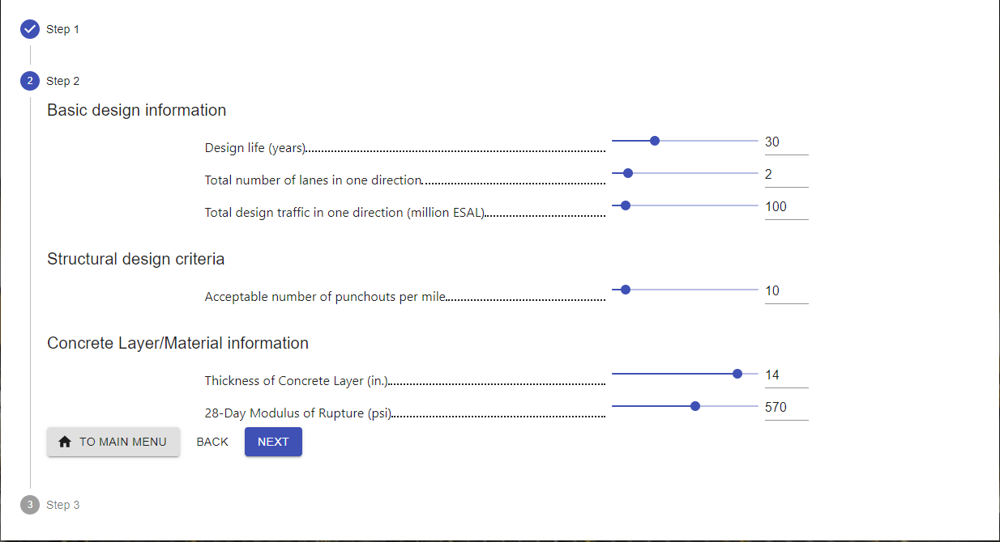 Step 1
2 Step 2
Basic design information
Design life (years) 30
Total number of lanes in one direction 2
Total design traffic in one direction (million ESAL) 100
Structural design criteria
Acceptable number of punchouts per mile 10
Concrete Layer/Material information
Thickness of Concrete Layer (in.) 14
28-Day Modulus of Rupture (psi) 570
TO MAIN MENU BACK NEXT
3 Step 3